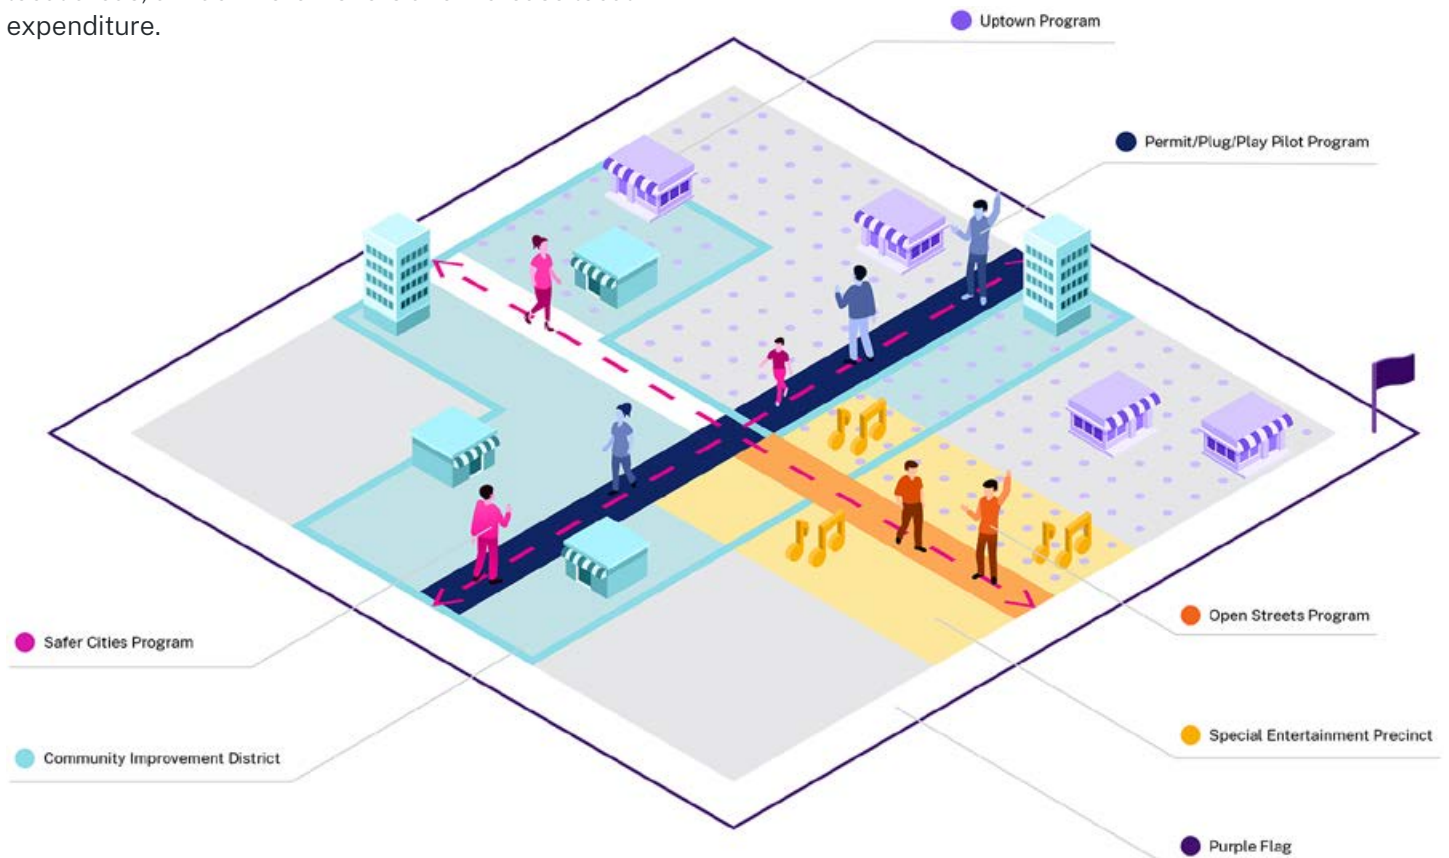 expenditure.
Uptown Program
Permit/Plug/Play Pilot Program
Open Streets Program
Safer Cities Program
Special Entertainment Precinct
Community Improvement District
Purple Flag